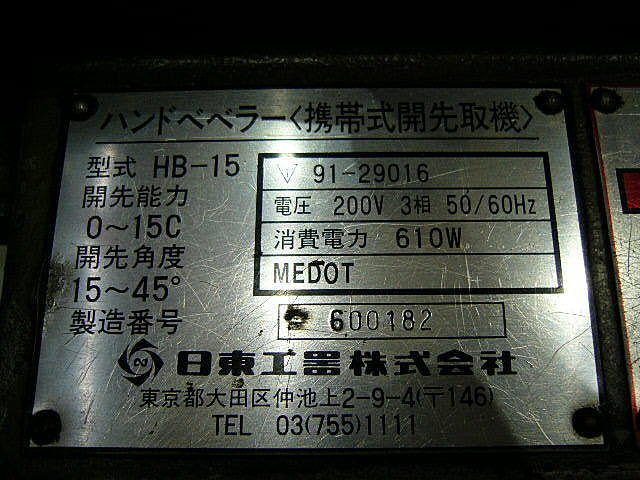 ハンドベベラー〈携帯式開先取機〉
型式 HB-15
開先能力
0～15C
開先角度
15～45°
製造番号
▽ 91-29016
電圧 200V 3相 50/60Hz
消費電力 610W
MEDOT
600182
日東工器株式会社
東京都大田区仲池上2-9-4(〒146)
TEL 03(755)1111